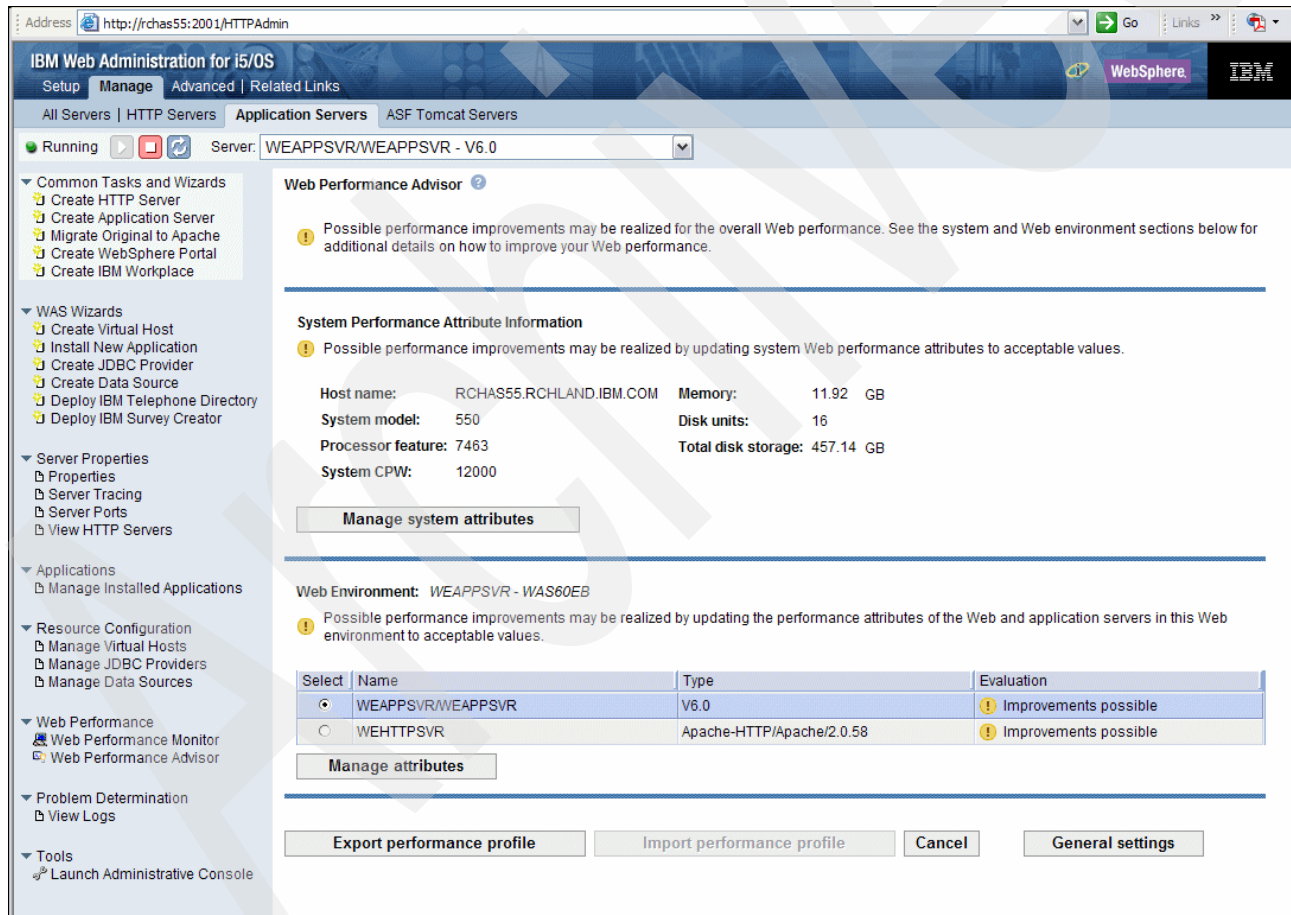 Address http://rchas55:2001/HTTPAdmin Go Links »
IBM Web Administration for i5/OS
WebSphere. IBM
Setup Manage Advanced | Related Links
All Servers | HTTP Servers Application Servers ASF Tomcat Servers
Running Server: WEAPPSVR/WEAPPSVR - V6.0
Common Tasks and Wizards
Create HTTP Server
Create Application Server
Migrate Original to Apache
Create WebSphere Portal
Create IBM Workplace
WAS Wizards
Create Virtual Host
Install New Application
Create JDBC Provider
Create Data Source
Deploy IBM Telephone Directory
Deploy IBM Survey Creator
Server Properties
Properties
Server Tracing
Server Ports
View HTTP Servers
Applications
Manage Installed Applications
Resource Configuration
Manage Virtual Hosts
Manage JDBC Providers
Manage Data Sources
Web Performance
Web Performance Monitor
Web Performance Advisor
Problem Determination
View Logs
Tools
Launch Administrative Console
Web Performance Advisor ?
Possible performance improvements may be realized for the overall Web performance. See the system and Web environment sections below for
additional details on how to improve your Web performance.
System Performance Attribute Information
Possible performance improvements may be realized by updating system Web performance attributes to acceptable values.
Host name: RCHAS55.RCHLAND.IBM.COM Memory: 11.92 GB
System model: 550 Disk units: 16
Processor feature: 7463 Total disk storage: 457.14 GB
System CPW: 12000
Manage system attributes
Web Environment: WEAPPSVR - WAS60EB
Possible performance improvements may be realized by updating the performance attributes of the Web and application servers in this Web
environment to acceptable values.
Select Name Type Evaluation
WEAPPSVR/WEAPPSVR V6.0 Improvements possible
WEHTTPSVR Apache-HTTP/Apache/2.0.58 Improvements possible
Manage attributes
Export performance profile Import performance profile Cancel General settings